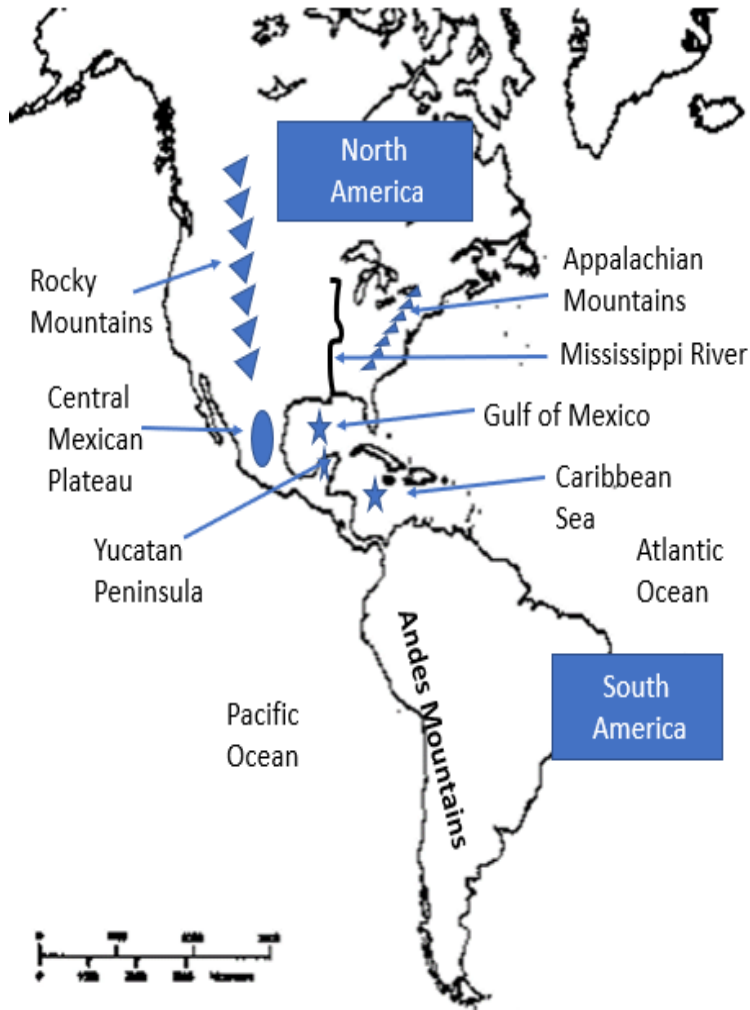 North
America
Rocky
Mountains
Appalachian
Mountains
Mississippi River
Central
Mexican
Plateau
Gulf of Mexico
Caribbean
Sea
Yucatan
Peninsula
Atlantic
Ocean
Andes Mountains
South
America
Pacific
Ocean